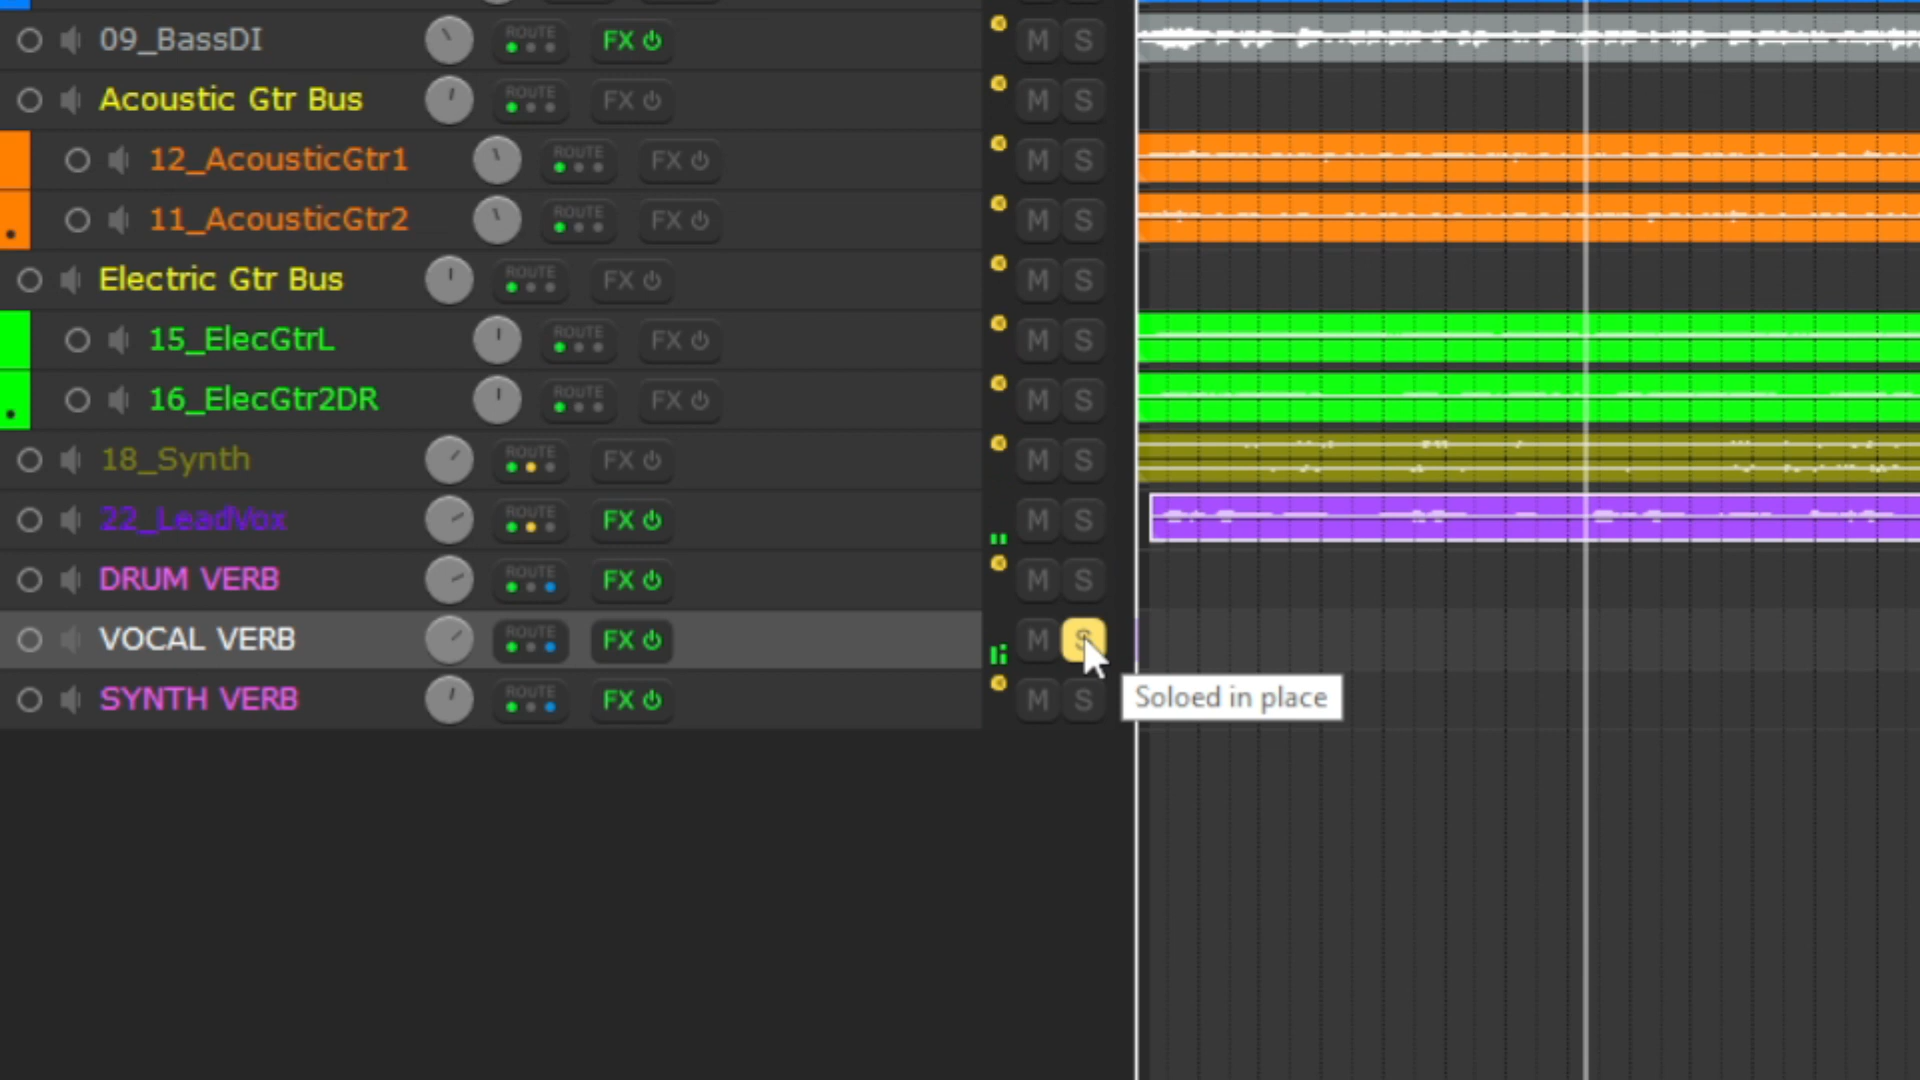 09_BassDI ROUTE FX M S
Acoustic Gtr Bus ROUTE FX M S
12_AcousticGtr1 ROUTE FX M S
11_AcousticGtr2 ROUTE FX M S
Electric Gtr Bus ROUTE FX M S
15_ElecGtrL ROUTE FX M S
16_ElecGtr2DR ROUTE FX M S
18_Synth ROUTE FX M S
22_LeadVox ROUTE FX M S
DRUM VERB ROUTE FX M S
VOCAL VERB ROUTE FX M S
SYNTH VERB ROUTE FX M S
Soloed in place